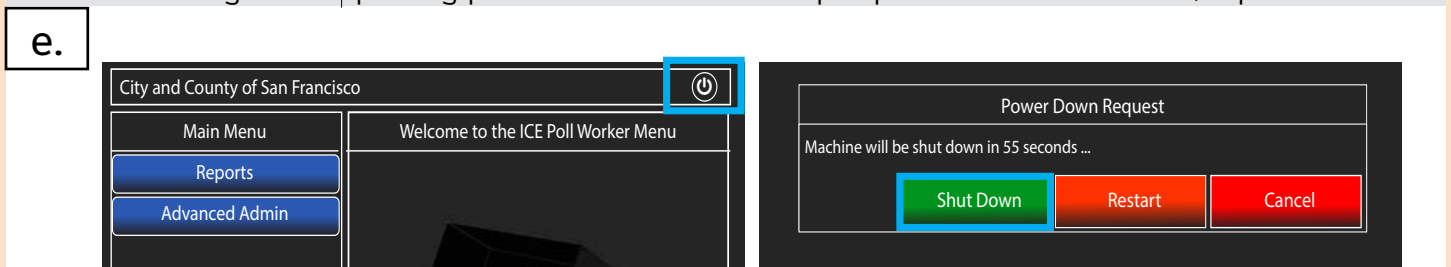 e.
City and County of San Francisco
Main Menu
Welcome to the ICE Poll Worker Menu
Reports
Advanced Admin
Power Down Request
Machine will be shut down in 55 seconds ...
Shut Down
Restart
Cancel